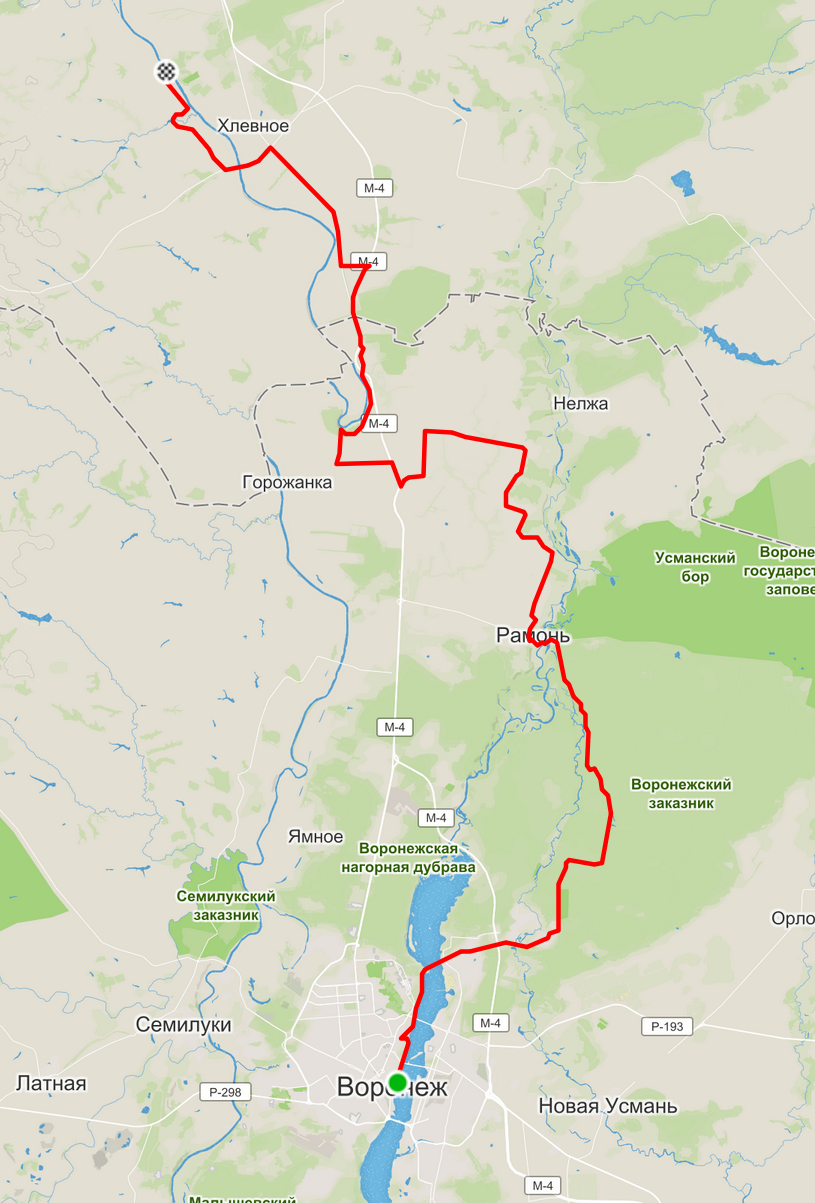 Хлевное
М-4
М-4
Нелжа
М-4
Горожанка
Усманский
бор
Вороне
государст
запове
Рамонь
М-4
Воронежский
заказник
М-4
Ямное
Воронежская
нагорная дубрава
Семилукский
заказник
Орло
Семилуки
М-4
Р-193
Латная
Воронеж
Р-298
Новая Усмань
М-4
Малышевский